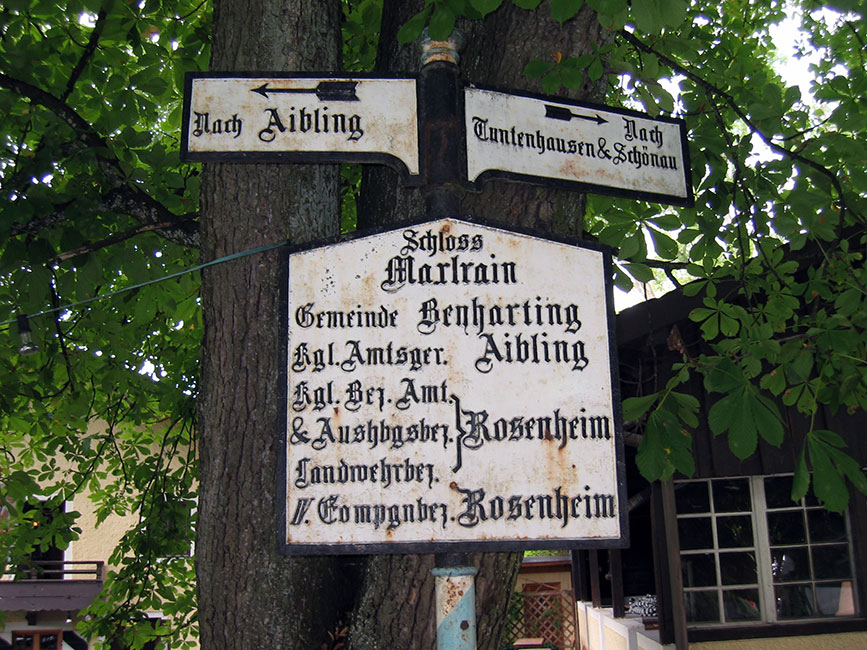 Nach Aibling
Nach
Tuntenhausen & Schönau
Schloss
Maxlrain
Gemeinde Beyharting
Kgl. Amtsger. Aibling
Kgl. Bez. Amt.
& Aushbgsbez. } Rosenheim
Landwehrbez.
IV. Compgnbez. Rosenheim